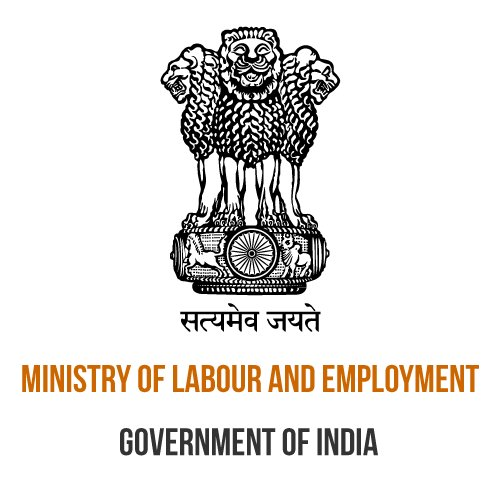 सत्यमेव जयते
MINISTRY OF LABOUR AND EMPLOYMENT
GOVERNMENT OF INDIA